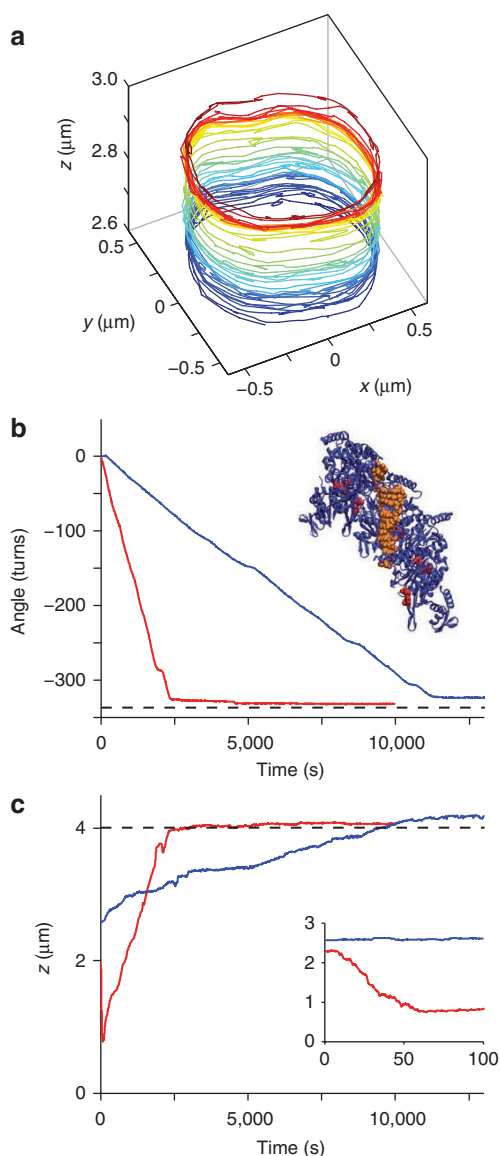 a
3.0
2.8
2.6
z (μm)
0.5
0
−0.5
y (μm)
−0.5
0
0.5
x (μm)
b
0
−100
−200
−300
Angle (turns)
0
5,000
10,000
Time (s)
c
4
2
0
z (μm)
3
2
1
0
0
50
100
0
5,000
10,000
Time (s)